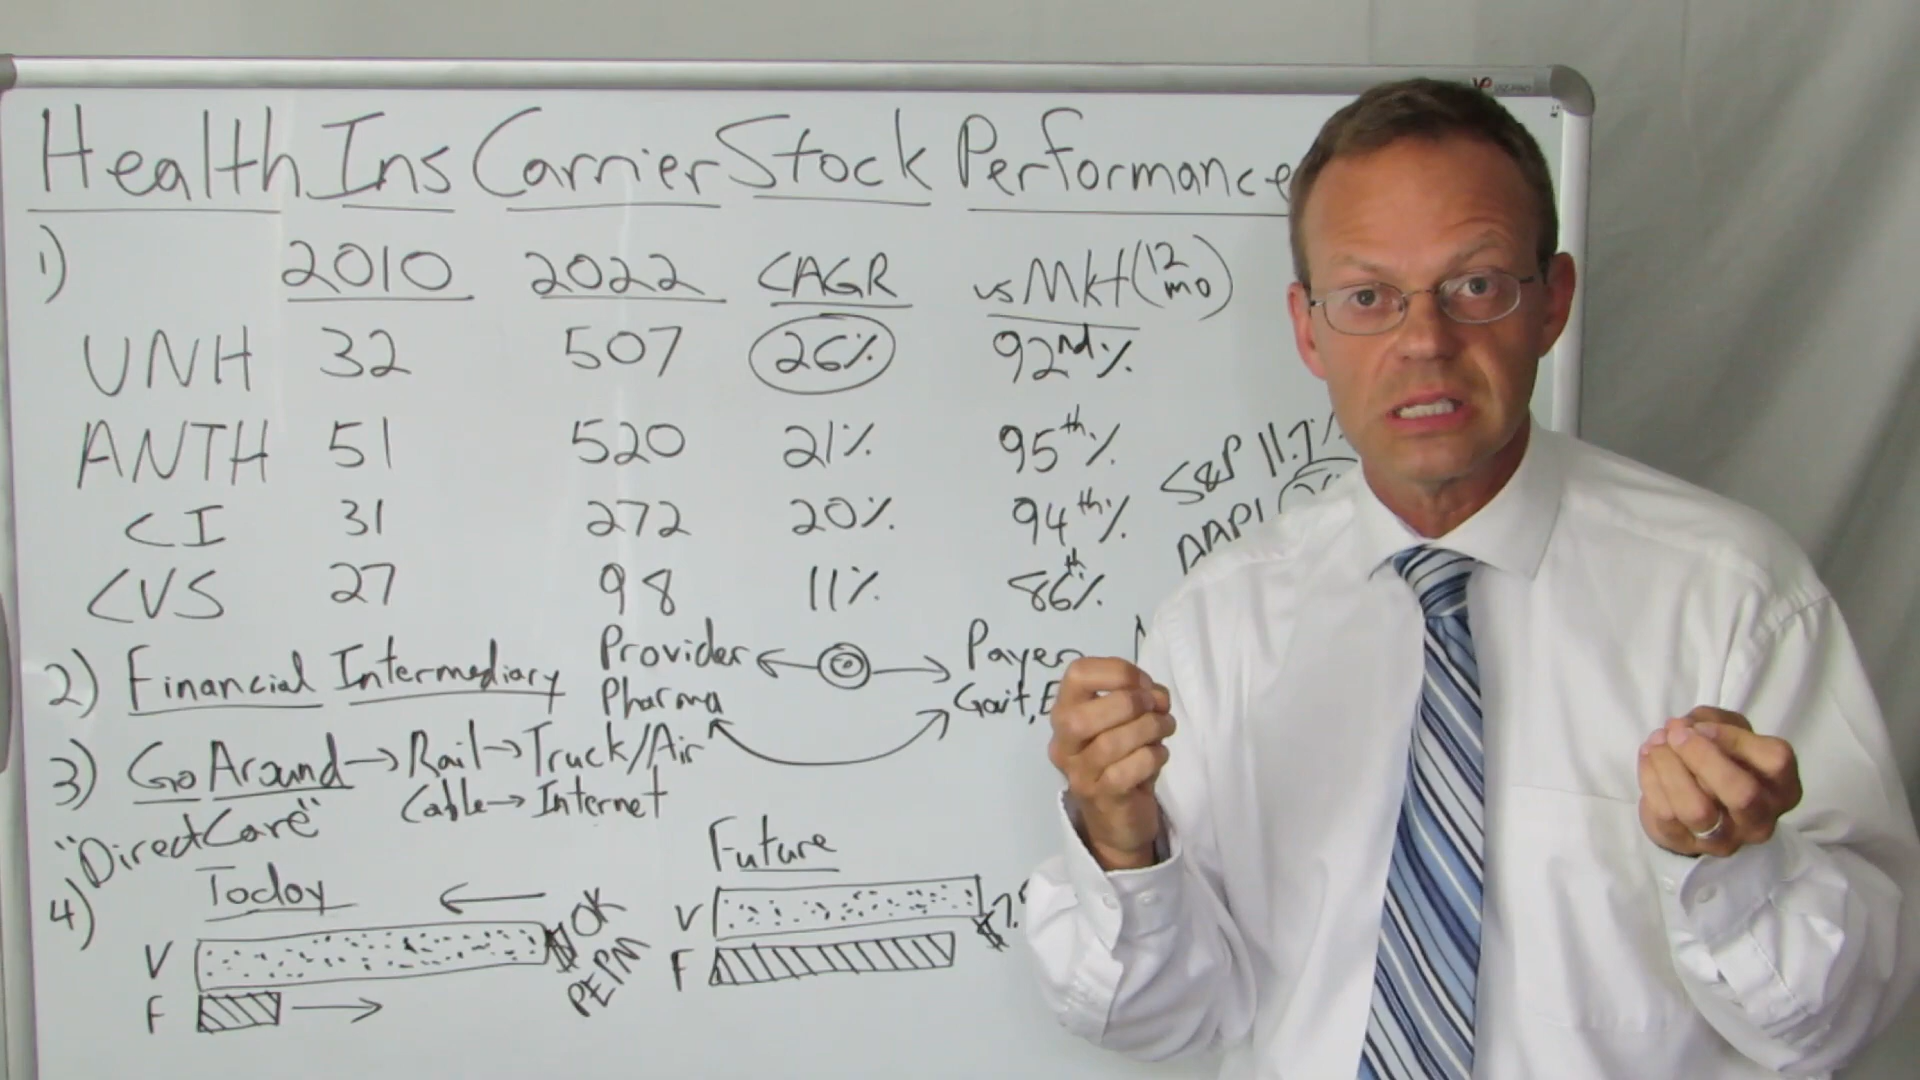 Health Ins Carrier Stock Performance
1) 2010 2022 CAGR vs Mkt (12 mo)
UNH 32 507 26% 92nd %
ANTH 51 520 21% 95th %
CI 31 272 20% 94th %
CVS 27 98 11% 86th %
S&P 11.7%
AAPL
2) Financial Intermediary Provider Payer
Pharma Gov't, E
3) Go Around → Rail → Truck/Air
Cable → Internet
"Direct Care"
4) Today
V
F
$ OK
PEPM
Future
V
F